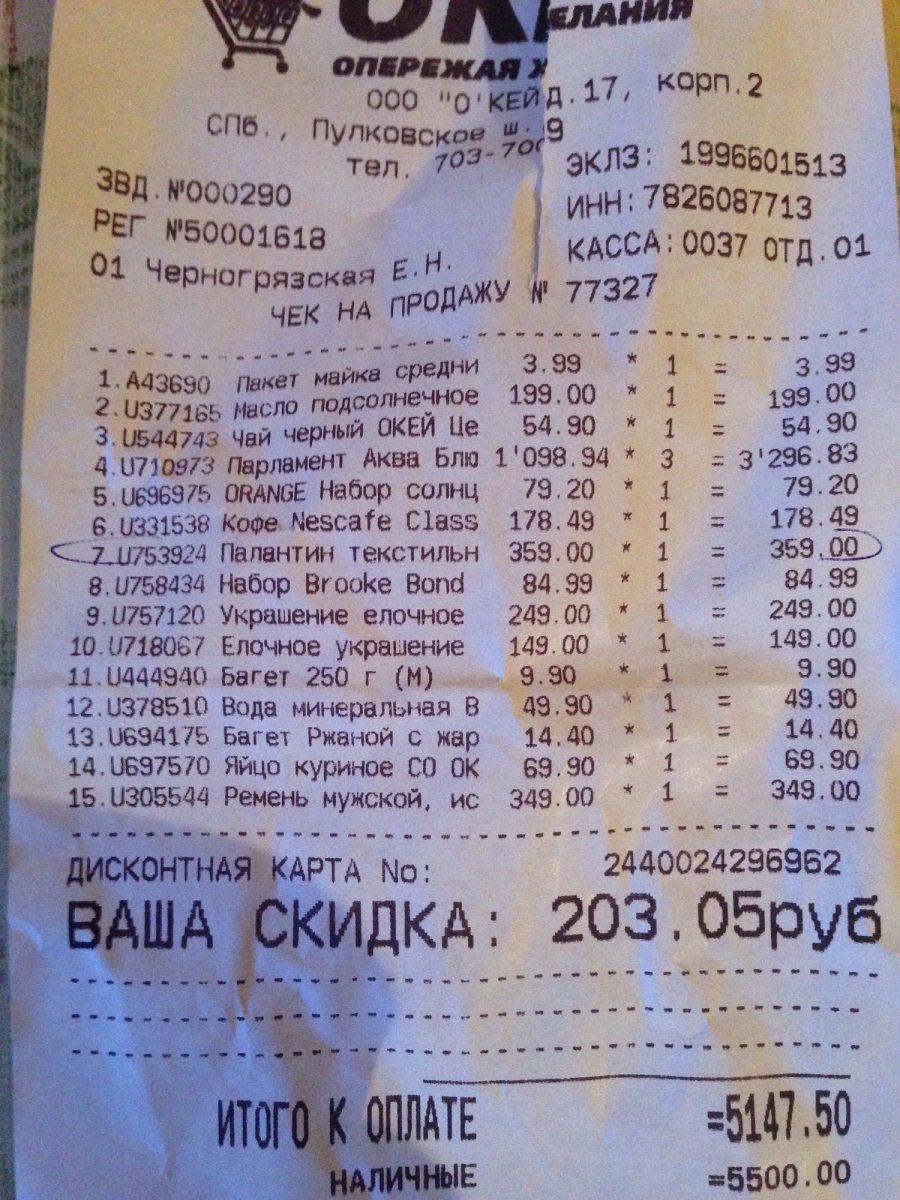 ОК ЕЛАНИЯ
ОПЕРЕЖАЯ Ж
ООО "О'КЕЙ Д.17, корп.2
СПб., Пулковское ш. 9
тел. 703-70
ЗВД.№000290 ЭКЛЗ: 1996601513
РЕГ №50001618 ИНН:7826087713
01 Черногрязская Е.Н. КАССА:0037 ОТД.01
ЧЕК НА ПРОДАЖУ № 77327
1.A43690 Пакет майка средни 3.99 * 1 = 3.99
2.U377165 Масло подсолнечное 199.00 * 1 = 199.00
3.U544743 Чай черный ОКЕЙ Це 54.90 * 1 = 54.90
4.U710973 Парламент Аква Блю 1'098.94 * 3 = 3'296.83
5.U696975 ORANGE Набор солнц 79.20 * 1 = 79.20
6.U331538 Кофе Nescafe Class 178.49 * 1 = 178.49
7.U753924 Палантин текстильн 359.00 * 1 = 359.00
8.U758434 Набор Brooke Bond 84.99 * 1 = 84.99
9.U757120 Украшение елочное 249.00 * 1 = 249.00
10.U718067 Елочное украшение 149.00 * 1 = 149.00
11.U444940 Багет 250 г (М) 9.90 * 1 = 9.90
12.U378510 Вода минеральная В 49.90 * 1 = 49.90
13.U694175 Багет Ржаной с жар 14.40 * 1 = 14.40
14.U697570 Яйцо куриное СО ОК 69.90 * 1 = 69.90
15.U305544 Ремень мужской, ис 349.00 * 1 = 349.00
ДИСКОНТНАЯ КАРТА No: 2440024296962
ВАША СКИДКА: 203.05руб
ИТОГО К ОПЛАТЕ =5147.50
НАЛИЧНЫЕ =5500.00